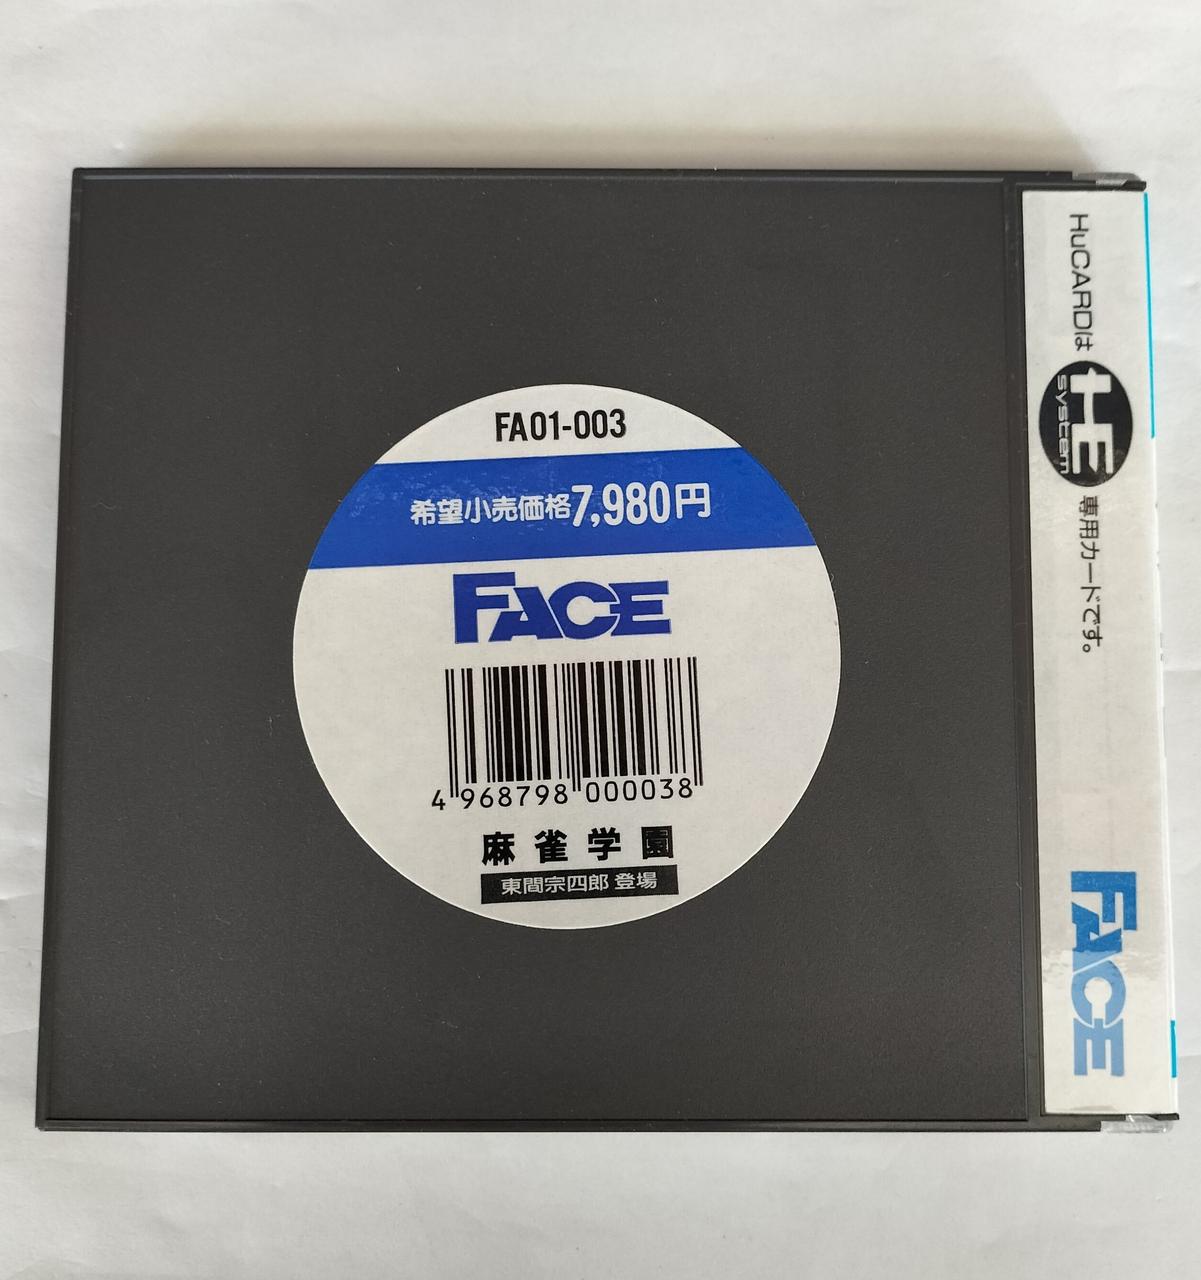 FA01-003
希望小売価格7,980円
FACE
4 968798 000038
麻雀学園
東間宗四郎 登場
HuCARDは HE system 専用カードです。
FACE